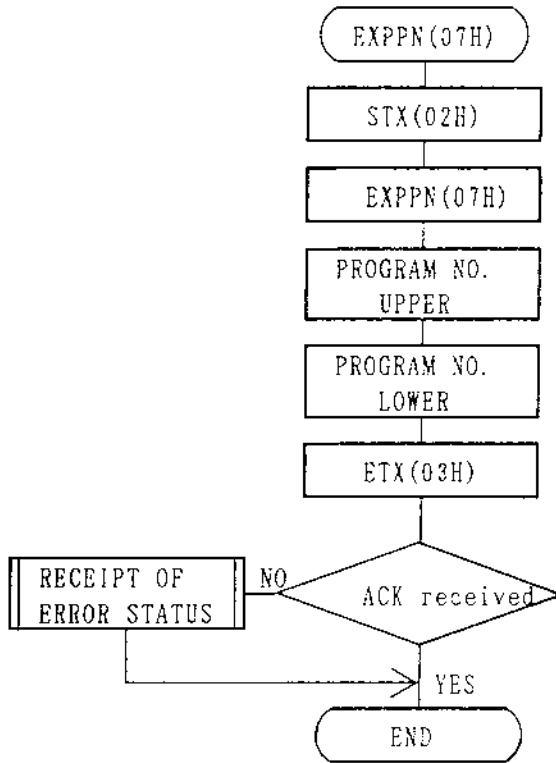 EXPPN(07H)
STX(02H)
EXPPN(07H)
PROGRAM NO.
UPPER
PROGRAM NO.
LOWER
ETX(03H)
RECEIPT OF
ERROR STATUS
NO
ACK received
YES
END